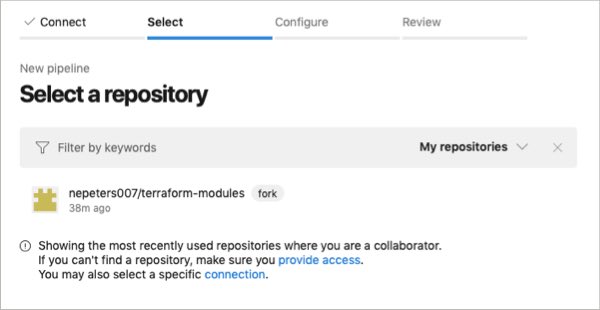 Connect Select Configure Review
New pipeline
Select a repository
Filter by keywords My repositories
nepeters007/terraform-modules fork
38m ago
Showing the most recently used repositories where you are a collaborator.
If you can't find a repository, make sure you provide access.
You may also select a specific connection.